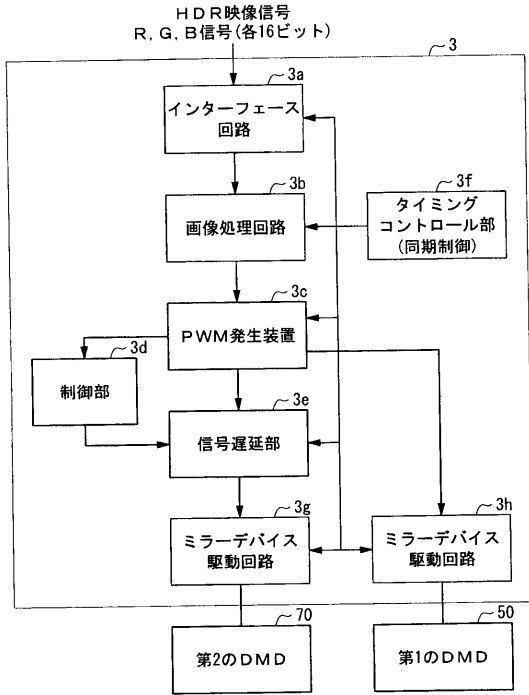 HDR映像信号
R,G,B信号(各16ビット)
3
3a
インターフェース
回路
3b
画像処理回路
3f
タイミング
コントロール部
(同期制御)
3c
PWM発生装置
3d
制御部
3e
信号遅延部
3g
ミラーデバイス
駆動回路
3h
ミラーデバイス
駆動回路
70
第2のDMD
50
第1のDMD